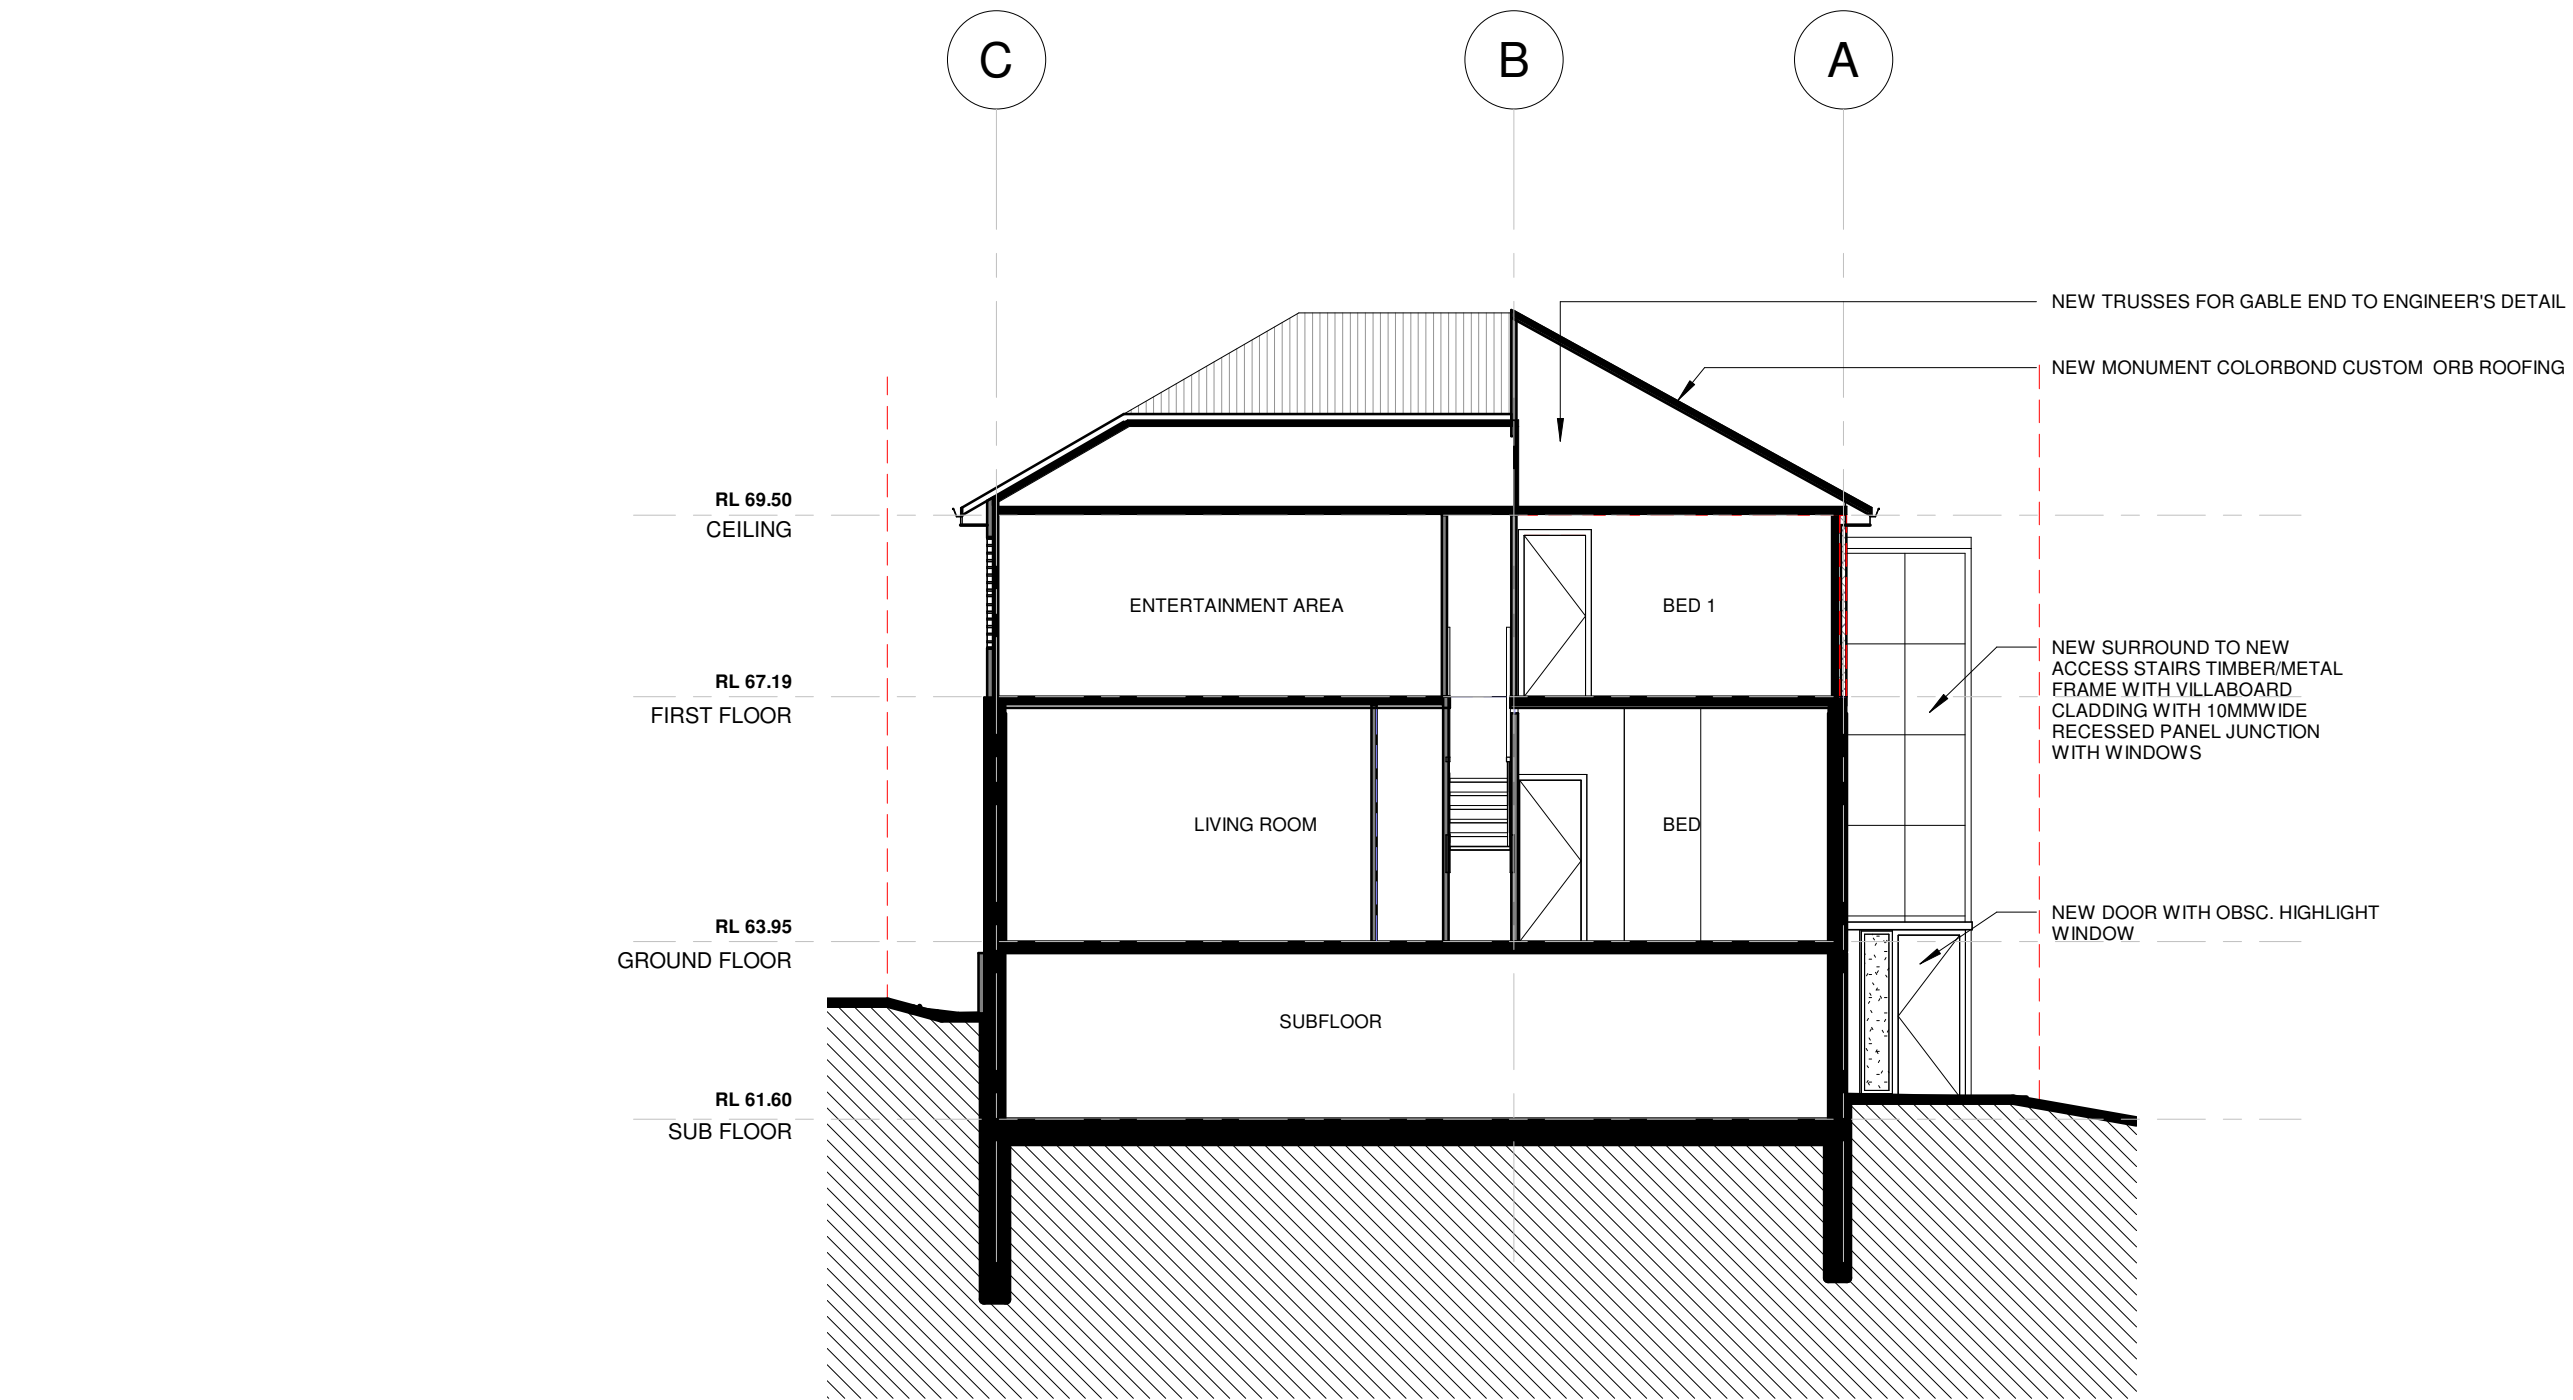 C
B
A
NEW TRUSSES FOR GABLE END TO ENGINEER'S DETAIL
NEW MONUMENT COLORBOND CUSTOM ORB ROOFING
RL 69.50
CEILING
ENTERTAINMENT AREA
BED 1
NEW SURROUND TO NEW
ACCESS STAIRS TIMBER/METAL
FRAME WITH VILLABOARD
CLADDING WITH 10MMWIDE
RECESSED PANEL JUNCTION
WITH WINDOWS
RL 67.19
FIRST FLOOR
LIVING ROOM
BED
NEW DOOR WITH OBSC. HIGHLIGHT
WINDOW
RL 63.95
GROUND FLOOR
SUBFLOOR
RL 61.60
SUB FLOOR